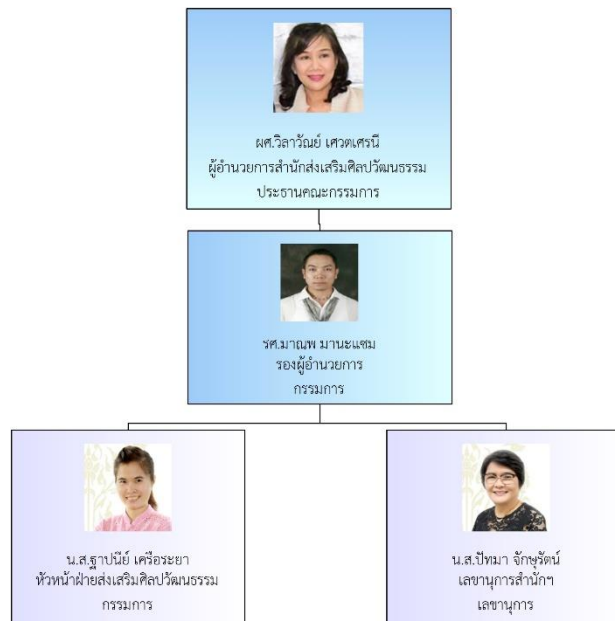 ผศ.วิลาวัณย์ เศวตเศรนี
ผู้อำนวยการสำนักส่งเสริมศิลปวัฒนธรรม
ประธานคณะกรรมการ
รศ.มาณพ มานะแซม
รองผู้อำนวยการ
กรรมการ
น.ส.ฐาปนีย์ เครือระยา
หัวหน้าฝ่ายส่งเสริมศิลปวัฒนธรรม
กรรมการ
น.ส.ปัทมา จักษุรัตน์
เลขานุการสำนักฯ
เลขานุการ